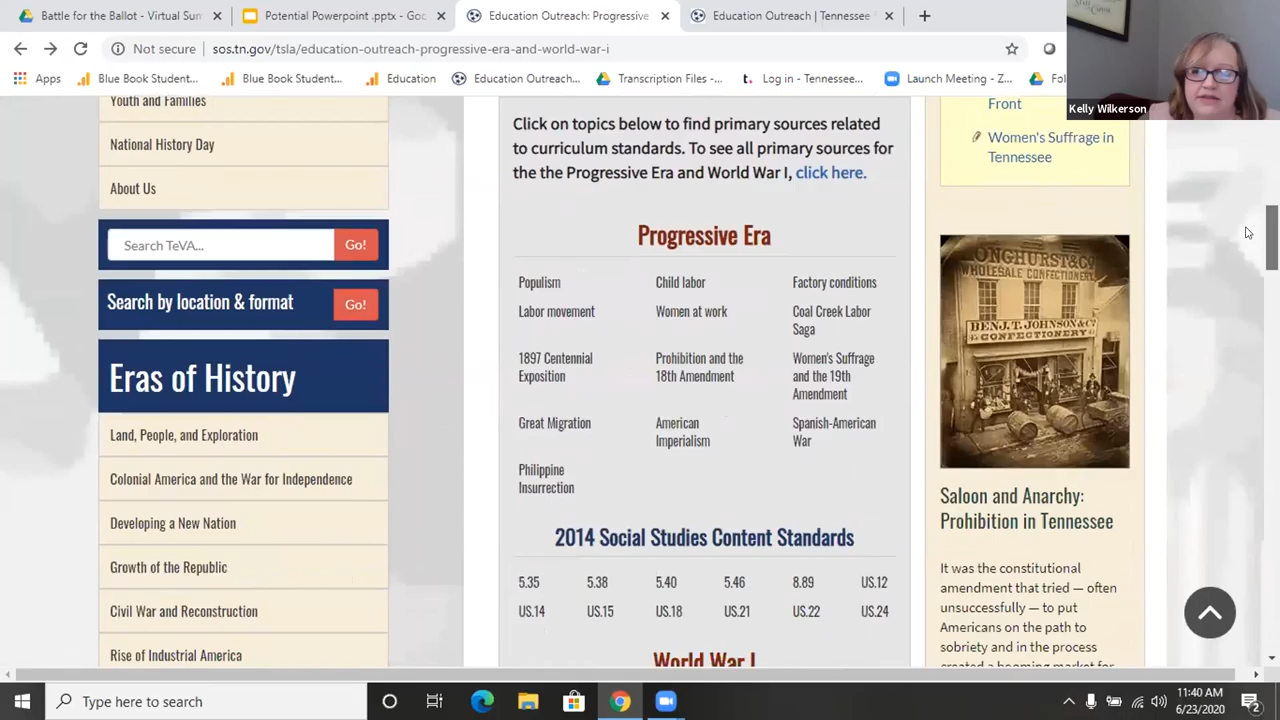 Battle for the Ballot - Virtual Sum
Potential Powerpoint .pptx - Goo
Education Outreach: Progressive
Education Outreach | Tennessee
Not secure
sos.tn.gov/tsla/education-outreach-progressive-era-and-world-war-i
Apps
Blue Book Student...
Blue Book Student...
Education
Education Outreach...
Transcription Files -...
Log in - Tennessee...
Launch Meeting - Z...
Kelly Wilkerson
Youth and Families
National History Day
About Us
Search TeVA...
Go!
Search by location & format
Go!
Eras of History
Land, People, and Exploration
Colonial America and the War for Independence
Developing a New Nation
Growth of the Republic
Civil War and Reconstruction
Rise of Industrial America
Click on topics below to find primary sources related
to curriculum standards. To see all primary sources for
the the Progressive Era and World War I, click here.
Progressive Era
Populism
Child labor
Factory conditions
Labor movement
Women at work
Coal Creek Labor
Saga
1897 Centennial
Exposition
Prohibition and the
18th Amendment
Women's Suffrage
and the 19th
Amendment
Great Migration
American
Imperialism
Spanish-American
War
Philippine
Insurrection
2014 Social Studies Content Standards
5.35 5.38 5.40 5.46 8.89 US.12
US.14 US.15 US.18 US.21 US.22 US.24
World War I
Front
Women's Suffrage in
Tennessee
ONGHURST & CO
WHOLESALE CONFECTIONERY
BENJ. T. JOHNSON & CO
CONFECTIONERY
Saloon and Anarchy:
Prohibition in Tennessee
It was the constitutional
amendment that tried — often
unsuccessfully — to put
Americans on the path to
sobriety and in the process
created a booming market for
Type here to search
11:40 AM
6/23/2020
2